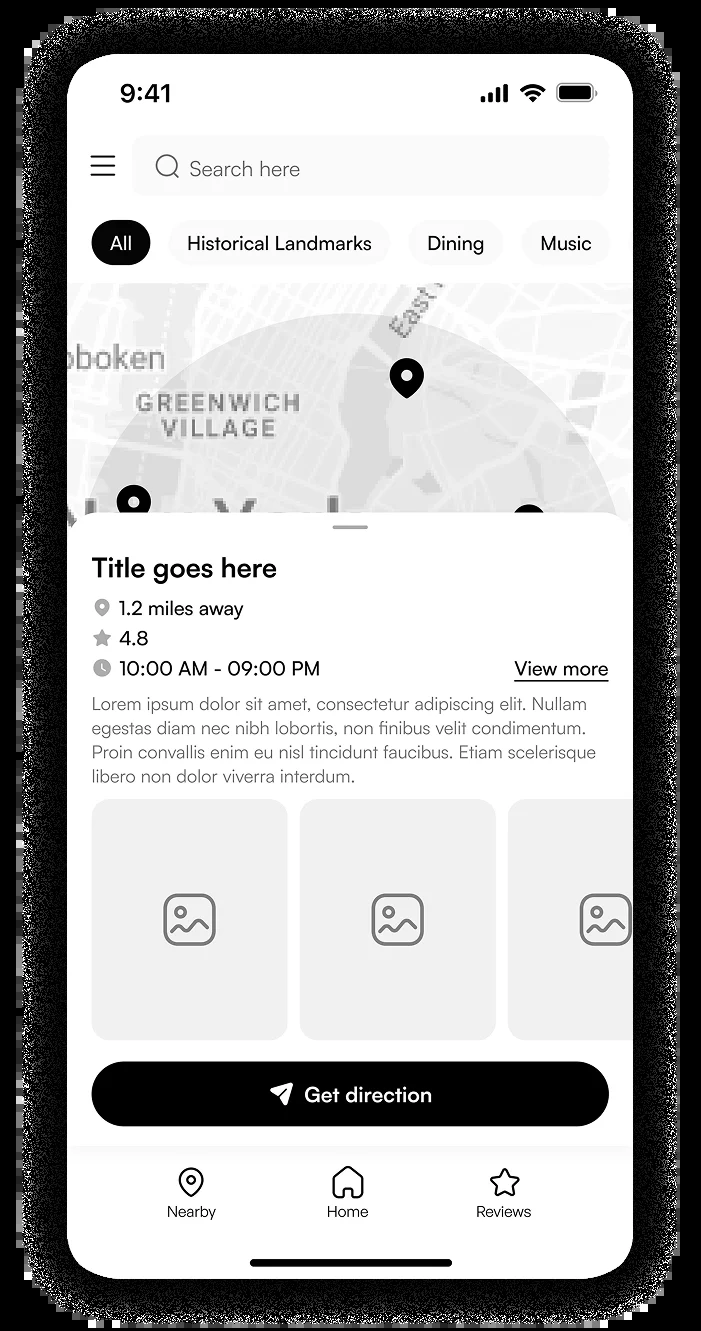 9:41
Search here
All
Historical Landmarks
Dining
Music
East
oboken
GREENWICH
VILLAGE
Title goes here
1.2 miles away
4.8
10:00 AM - 09:00 PM
View more
Lorem ipsum dolor sit amet, consectetur adipiscing elit. Nullam
egestas diam nec nibh lobortis, non finibus velit condimentum.
Proin convallis enim eu nisl tincidunt faucibus. Etiam scelerisque
libero non dolor viverra interdum.
Get direction
Nearby
Home
Reviews